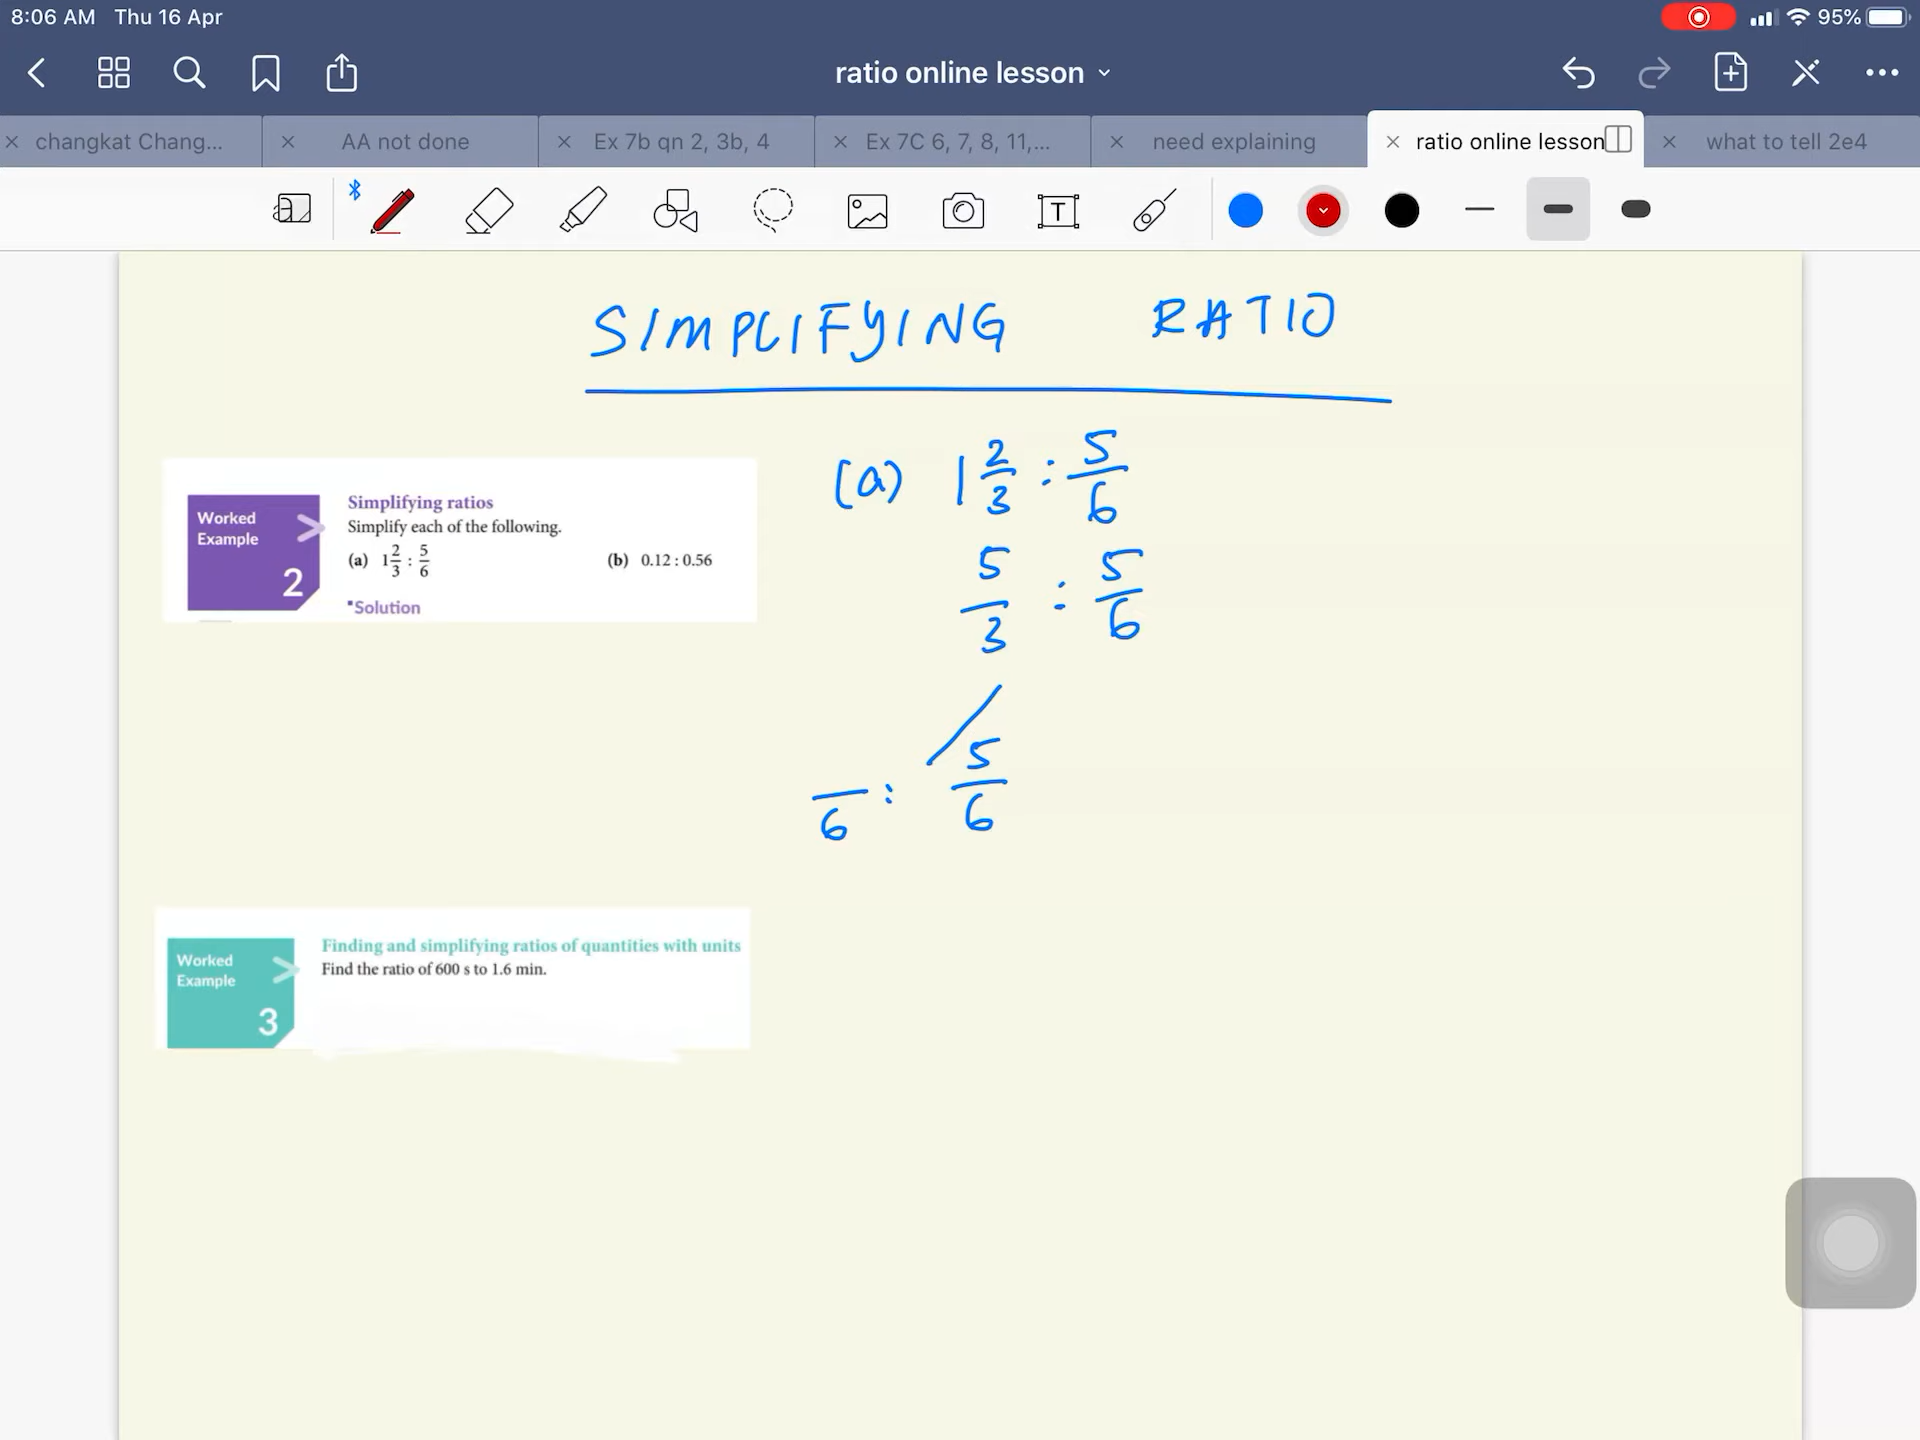 8:06 AM Thu 16 Apr
95%
ratio online lesson
changkat Chang...
AA not done
Ex 7b qn 2, 3b, 4
Ex 7C 6, 7, 8, 11,...
need explaining
ratio online lesson
what to tell 2e4
a
T
SIMPLIFYING RATIO
(a) 1 2/3 : 5/6
5/3 : 5/6
/6 : 5/6
Worked Example 2
Simplifying ratios
Simplify each of the following.
(a) 1 2/3 : 5/6 (b) 0.12 : 0.56
Solution
Worked Example 3
Finding and simplifying ratios of quantities with units
Find the ratio of 600 s to 1.6 min.